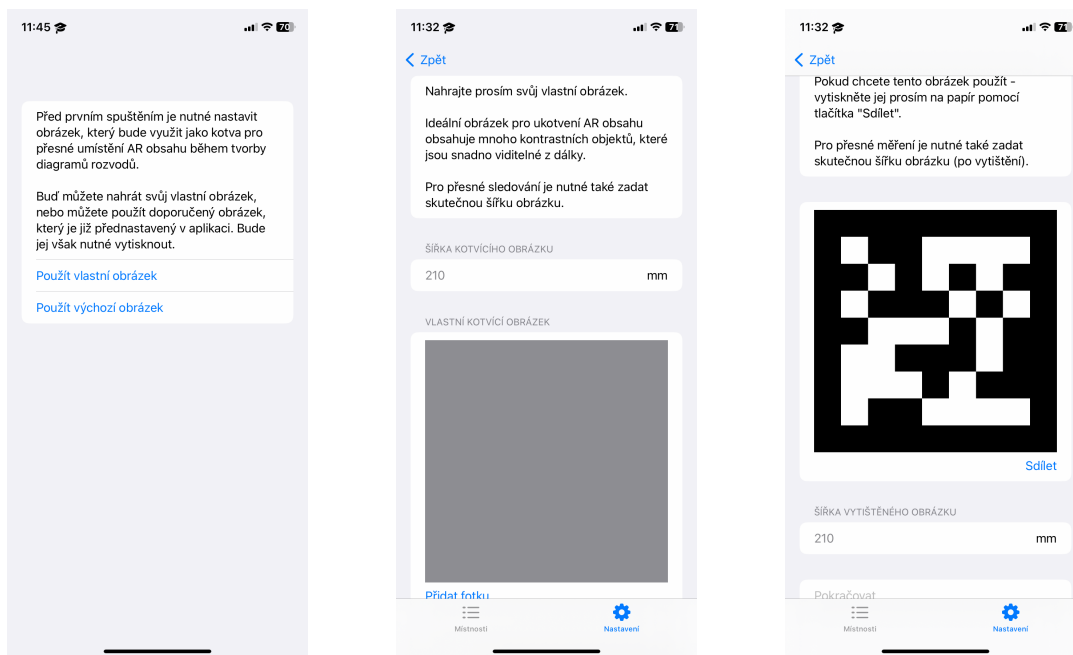 11:45
70
Před prvním spuštěním je nutné nastavit
obrázek, který bude využit jako kotva pro
přesné umístění AR obsahu během tvorby
diagramů rozvodů.
Buď můžete nahrát svůj vlastní obrázek,
nebo můžete použít doporučený obrázek,
který je již přednastavený v aplikaci. Bude
jej však nutné vytisknout.
Použít vlastní obrázek
Použít výchozí obrázek
11:32
71
Zpět
Nahrajte prosím svůj vlastní obrázek.
Ideální obrázek pro ukotvení AR obsahu
obsahuje mnoho kontrastních objektů, které
jsou snadno viditelné z dálky.
Pro přesné sledování je nutné také zadat
skutečnou šířku obrázku.
ŠÍŘKA KOTVÍCÍHO OBRÁZKU
210 mm
VLASTNÍ KOTVÍCÍ OBRÁZEK
Přidat fotku
Místnosti
Nastavení
11:32
71
Zpět
Pokud chcete tento obrázek použít -
vytiskněte jej prosím na papír pomocí
tlačítka "Sdílet".
Pro přesné měření je nutné také zadat
skutečnou šířku obrázku (po vytištění).
Sdílet
ŠÍŘKA VYTIŠTĚNÉHO OBRÁZKU
210 mm
Pokračovat
Místnosti
Nastavení